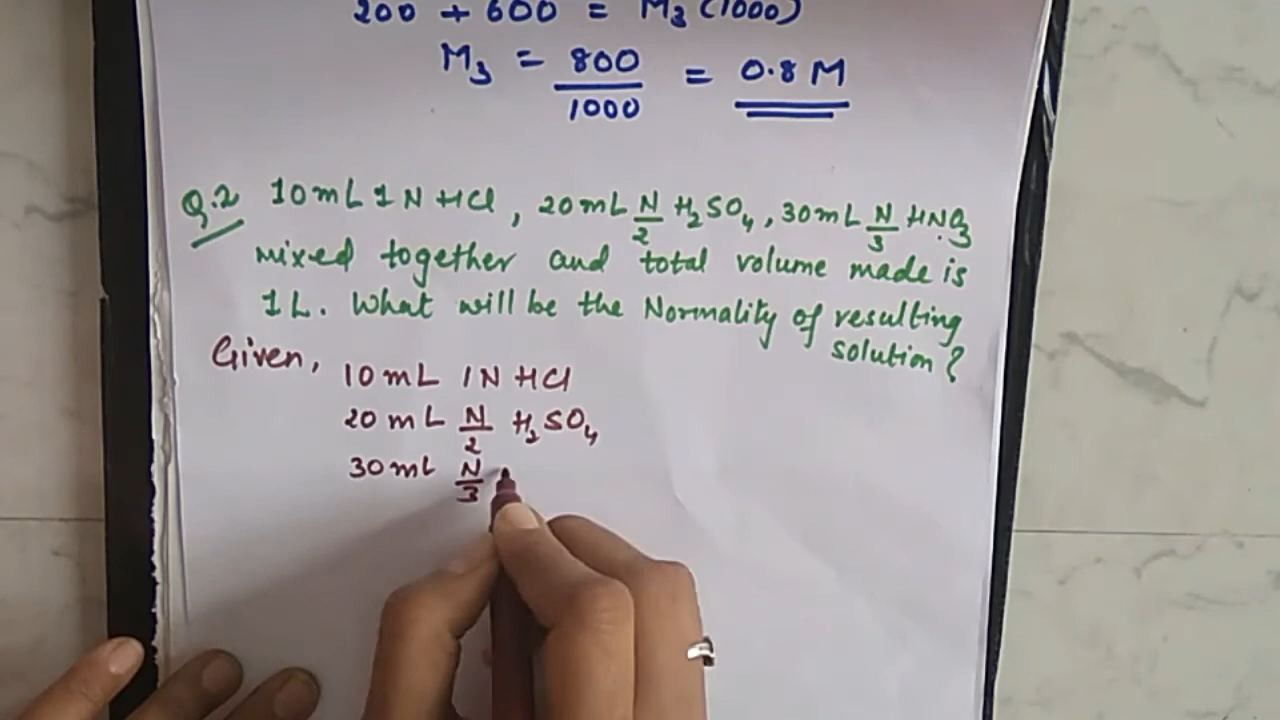 200 + 600 = M₃ (1000)
M₃ = 800/1000 = 0.8 M
Q.2 10mL 1N HCl, 20mL N/2 H₂SO₄, 30mL N/3 HNO₃
mixed together and total volume made is
1L. What will be the Normality of resulting
solution?
Given, 10mL 1N HCl
20mL N/2 H₂SO₄
30mL N/3